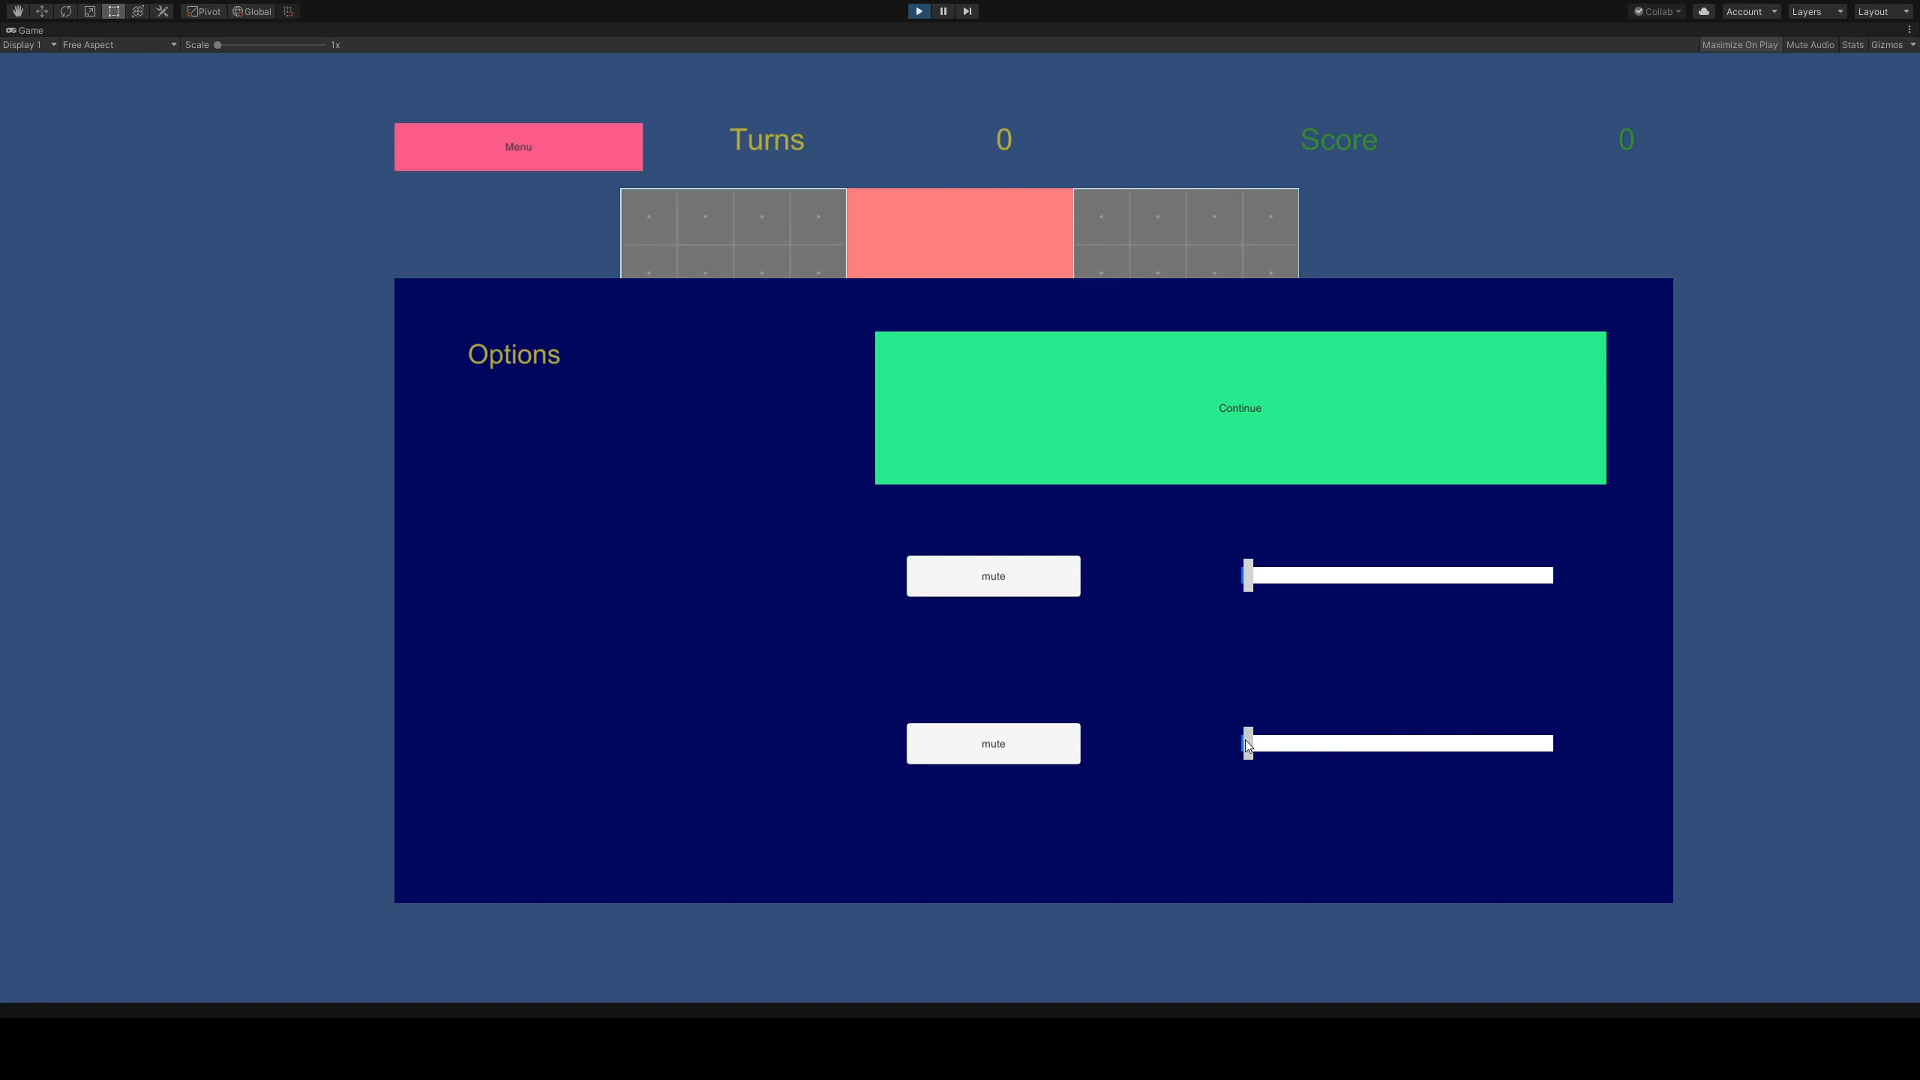 Pivot Global Collab Account Layers Layout
Game
Display 1 Free Aspect Scale 1x Maximize On Play Mute Audio Stats Gizmos
Menu Turns 0 Score 0
Options
Continue
mute
mute